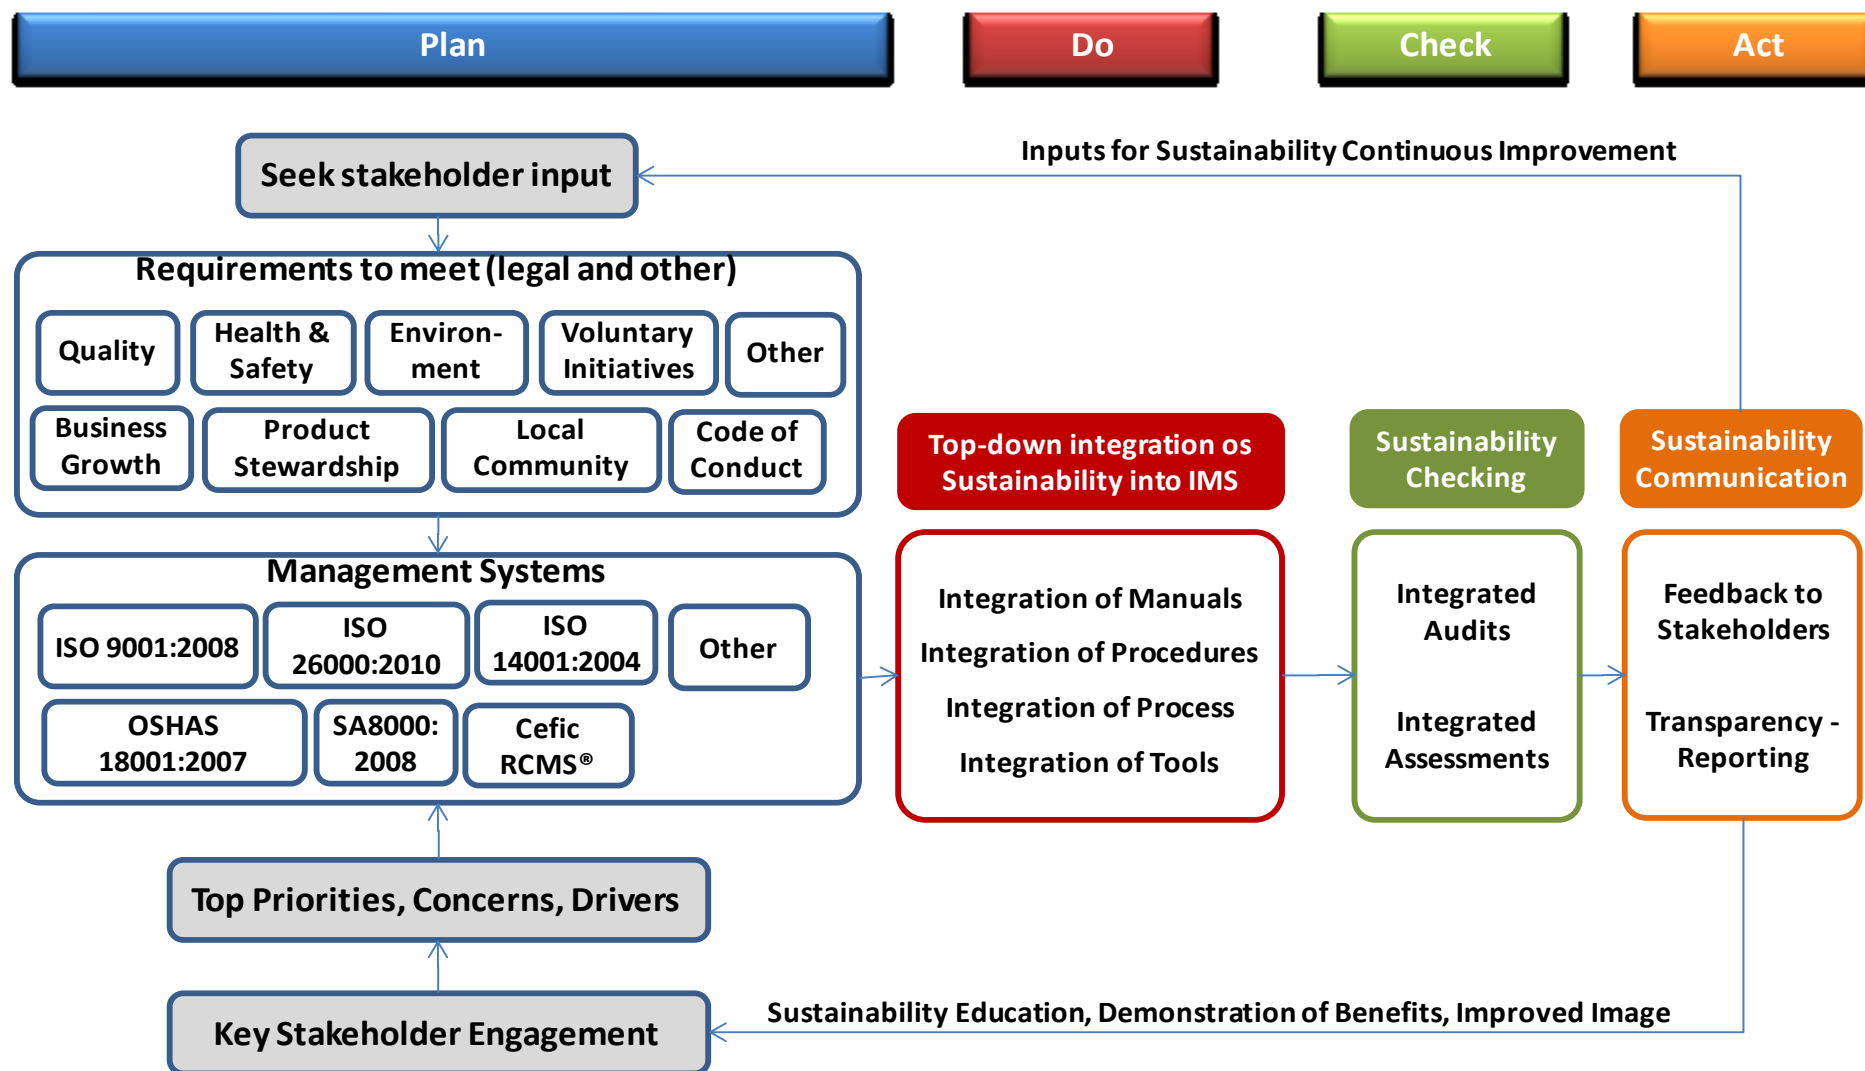 Plan
Do
Check
Act
Seek stakeholder input
Inputs for Sustainability Continuous Improvement
Requirements to meet (legal and other)
Quality
Health &
Safety
Environ-
ment
Voluntary
Initiatives
Other
Business
Growth
Product
Stewardship
Local
Community
Code of
Conduct
Management Systems
ISO 9001:2008
ISO
26000:2010
ISO
14001:2004
Other
OSHAS
18001:2007
SA8000:
2008
Cefic
RCMS®
Top Priorities, Concerns, Drivers
Key Stakeholder Engagement
Top-down integration os
Sustainability into IMS
Integration of Manuals
Integration of Procedures
Integration of Process
Integration of Tools
Sustainability
Checking
Integrated
Audits
Integrated
Assessments
Sustainability
Communication
Feedback to
Stakeholders
Transparency -
Reporting
Sustainability Education, Demonstration of Benefits, Improved Image